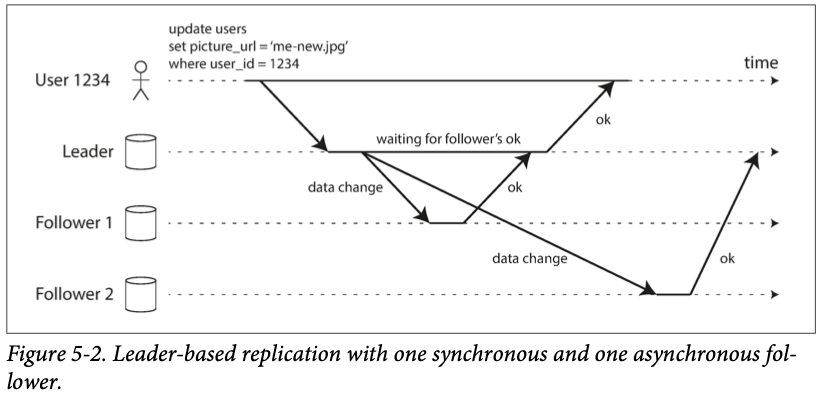 update users
set picture_url = ‘me-new.jpg’
where user_id = 1234
time
User 1234
ok
waiting for follower’s ok
Leader
data change
ok
Follower 1
data change
ok
Follower 2
Figure 5-2. Leader-based replication with one synchronous and one asynchronous fol-
lower.